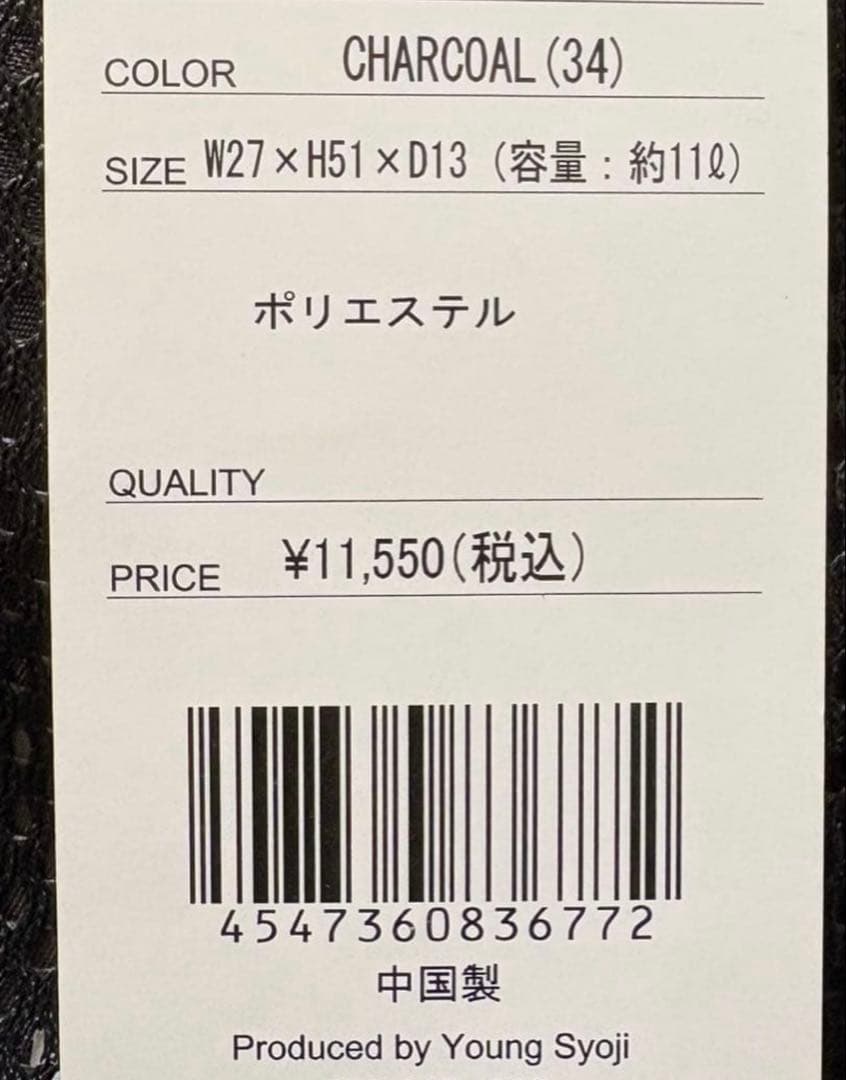 COLOR CHARCOAL(34)
SIZE W27×H51×D13 (容量:約11ℓ)
ポリエステル
QUALITY
PRICE ¥11,550(税込)
4547360836772
中国製
Produced by Young Syoji